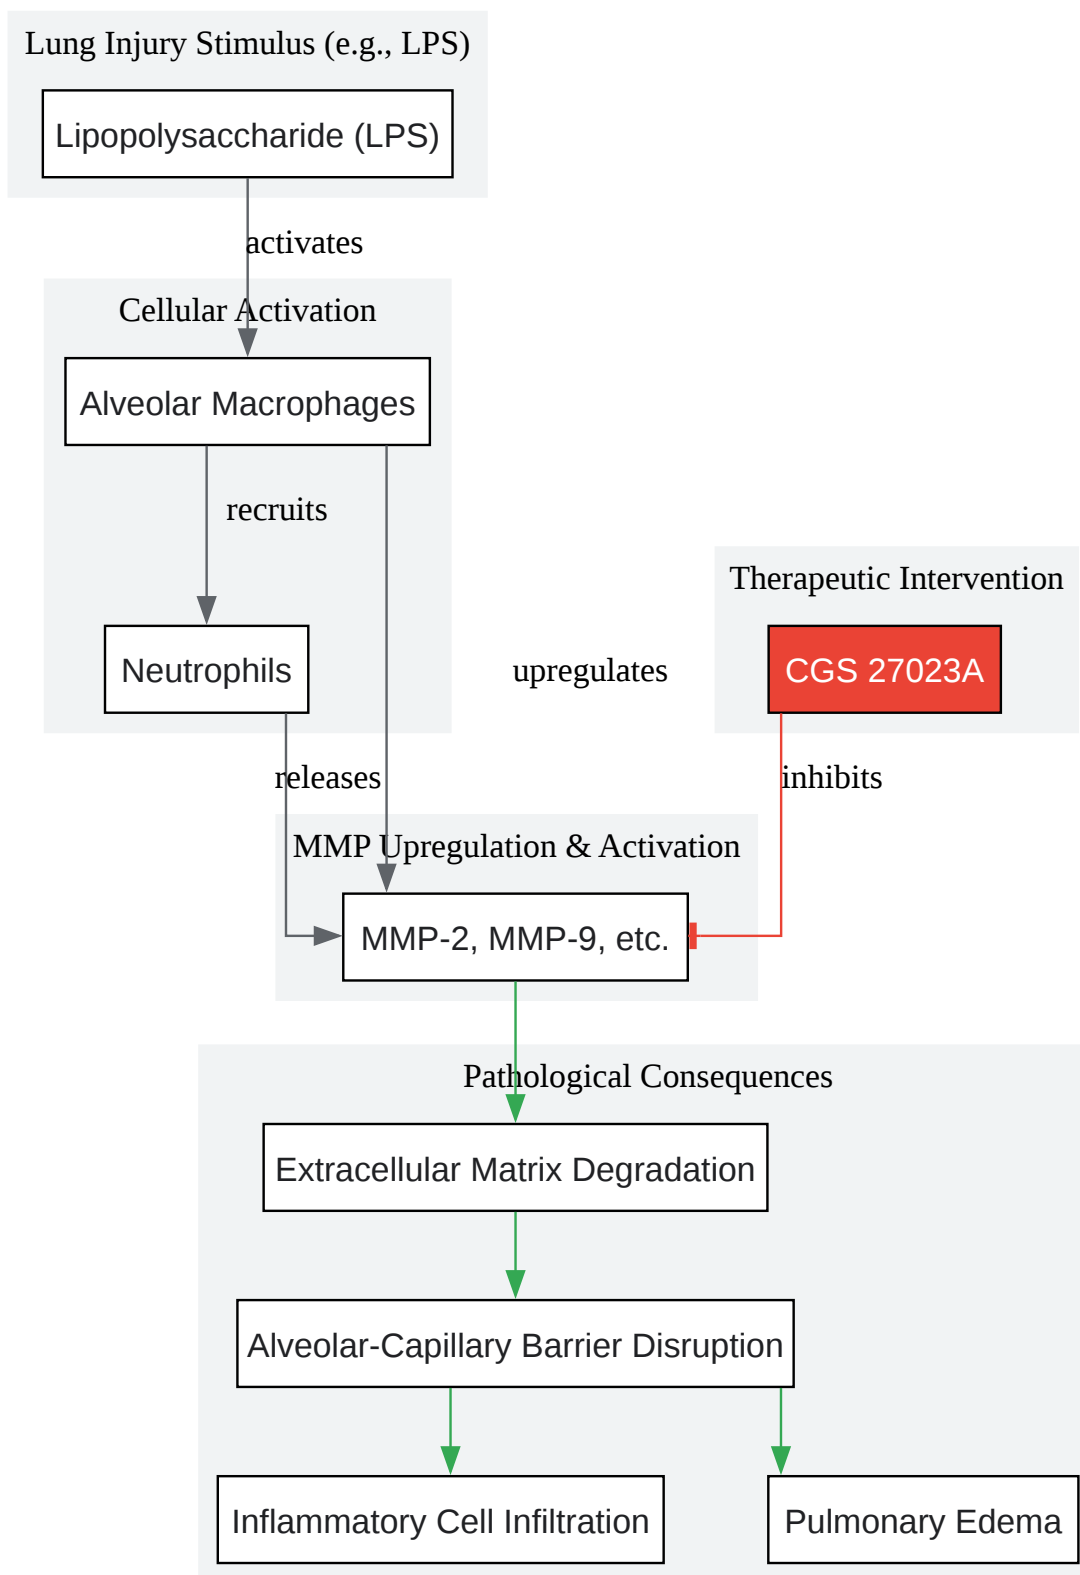 Lung Injury Stimulus (e.g., LPS)
Lipopolysaccharide (LPS)
activates
Cellular Activation
Alveolar Macrophages
recruits
Therapeutic Intervention
Neutrophils
upregulates
CGS 27023A
releases
inhibits
MMP Upregulation & Activation
MMP-2, MMP-9, etc.
Pathological Consequences
Extracellular Matrix Degradation
Alveolar-Capillary Barrier Disruption
Inflammatory Cell Infiltration
Pulmonary Edema